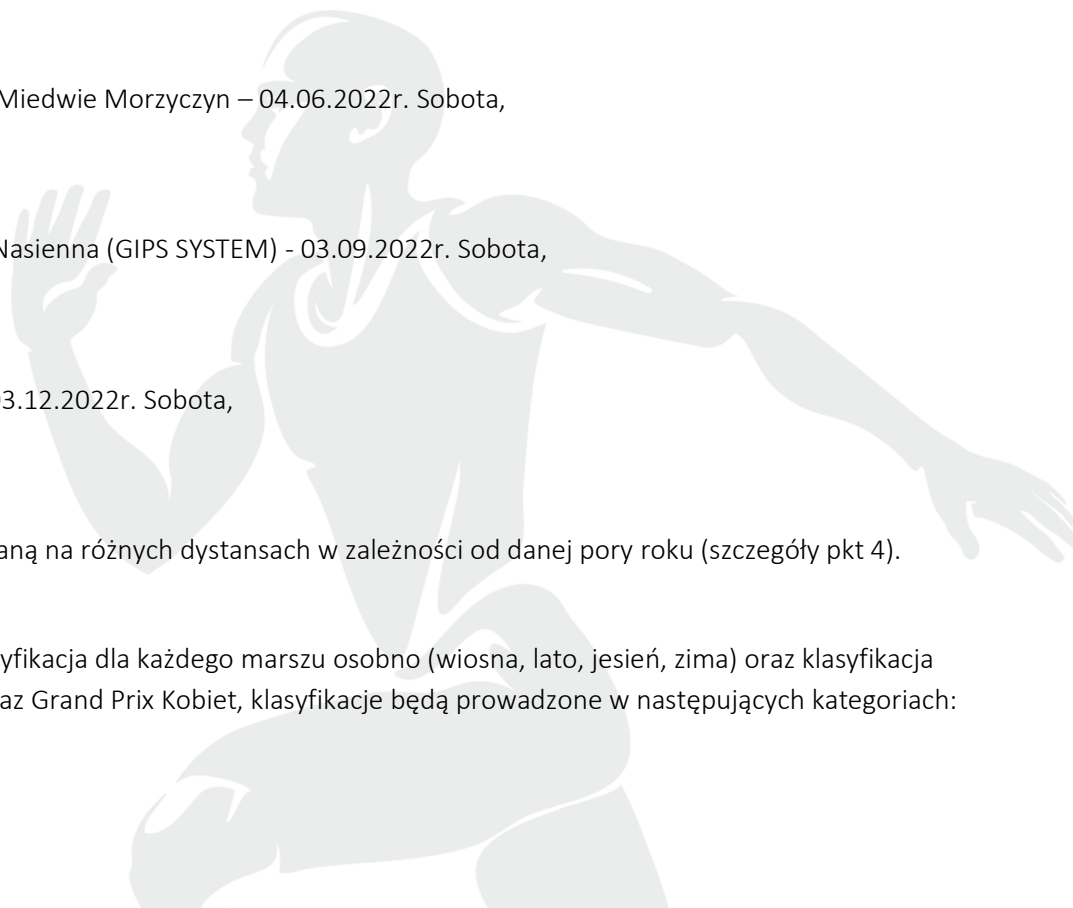 Miedwie Morzyczyn – 04.06.2022r. Sobota,
Nasienna (GIPS SYSTEM) - 03.09.2022r. Sobota,
3.12.2022r. Sobota,
aną na różnych dystansach w zależności od danej pory roku (szczegóły pkt 4).
yfikacja dla każdego marszu osobno (wiosna, lato, jesień, zima) oraz klasyfikacja
az Grand Prix Kobiet, klasyfikacje będą prowadzone w następujących kategoriach: